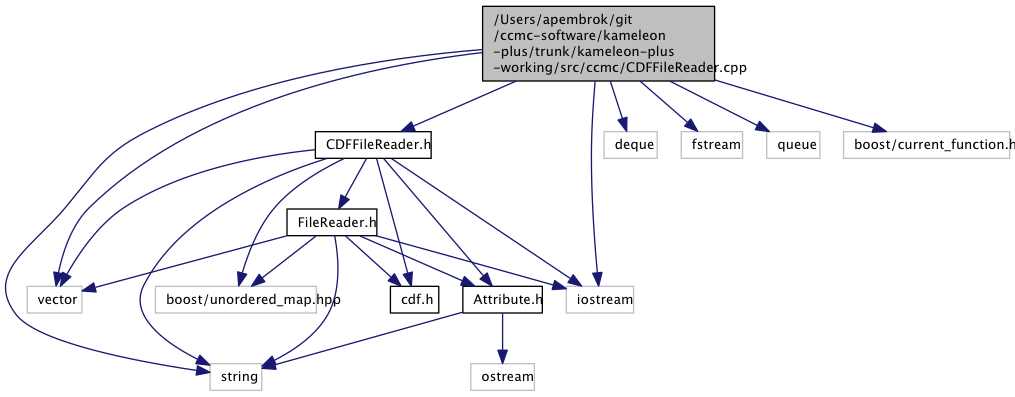 /Users/apembrok/git
/ccmc-software/kameleon
-plus/trunk/kameleon-plus
-working/src/ccmc/CDFFileReader.cpp
CDFFileReader.h
deque
fstream
queue
boost/current_function.h
FileReader.h
vector
boost/unordered_map.hpp
cdf.h
Attribute.h
iostream
string
ostream